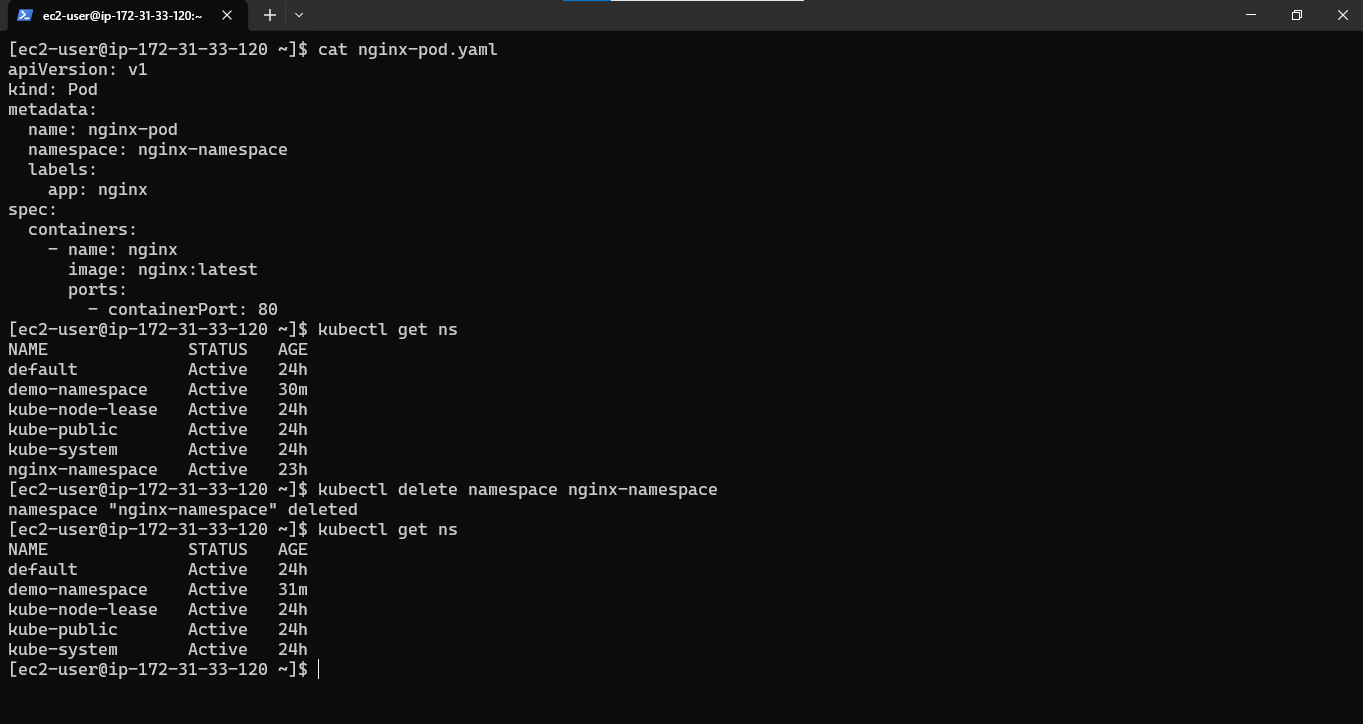 ec2-user@ip-172-31-33-120:~
[ec2-user@ip-172-31-33-120 ~]$ cat nginx-pod.yaml
apiVersion: v1
kind: Pod
metadata:
  name: nginx-pod
  namespace: nginx-namespace
  labels:
    app: nginx
spec:
  containers:
    - name: nginx
      image: nginx:latest
      ports:
        - containerPort: 80
[ec2-user@ip-172-31-33-120 ~]$ kubectl get ns
NAME              STATUS   AGE
default           Active   24h
demo-namespace    Active   30m
kube-node-lease   Active   24h
kube-public       Active   24h
kube-system       Active   24h
nginx-namespace   Active   23h
[ec2-user@ip-172-31-33-120 ~]$ kubectl delete namespace nginx-namespace
namespace "nginx-namespace" deleted
[ec2-user@ip-172-31-33-120 ~]$ kubectl get ns
NAME              STATUS   AGE
default           Active   24h
demo-namespace    Active   31m
kube-node-lease   Active   24h
kube-public       Active   24h
kube-system       Active   24h
[ec2-user@ip-172-31-33-120 ~]$